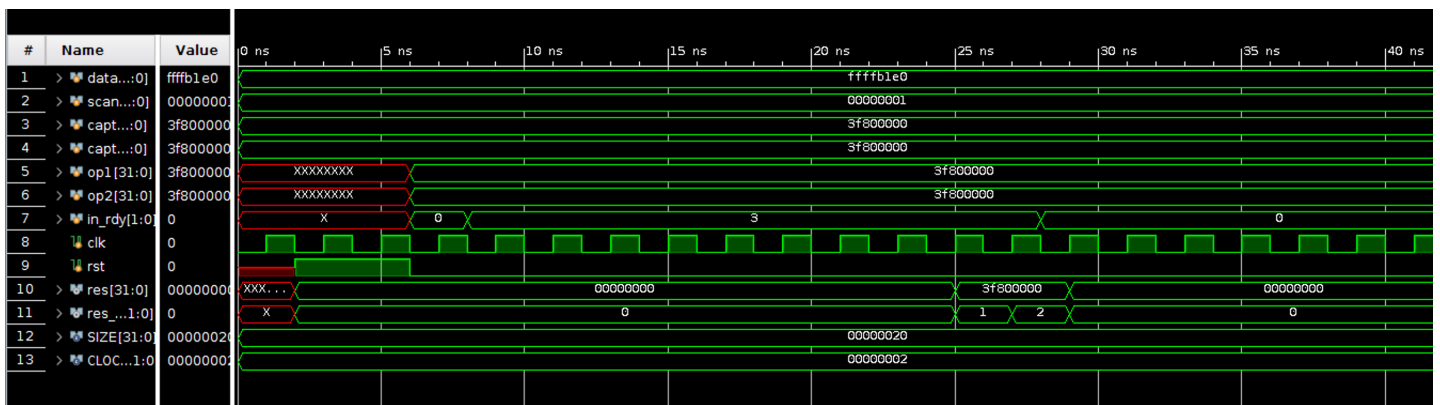 # Name Value 0 ns 5 ns 10 ns 15 ns 20 ns 25 ns 30 ns 35 ns 40 ns
1 data...:0] ffffb1e0 ffffb1e0
2 scan...:0] 00000001 00000001
3 capt...:0] 3f800000 3f800000
4 capt...:0] 3f800000 3f800000
5 op1[31:0] 3f800000 XXXXXXXX 3f800000
6 op2[31:0] 3f800000 XXXXXXXX 3f800000
7 in_rdy[1:0] 0 X 0 3 0
8 clk 0
9 rst 0
10 res[31:0] 00000000 XXX... 00000000 3f800000 00000000
11 res_...1:0] 0 X 0 1 2 0
12 SIZE[31:0] 00000020 00000020
13 CLOC...1:0] 00000002 00000002